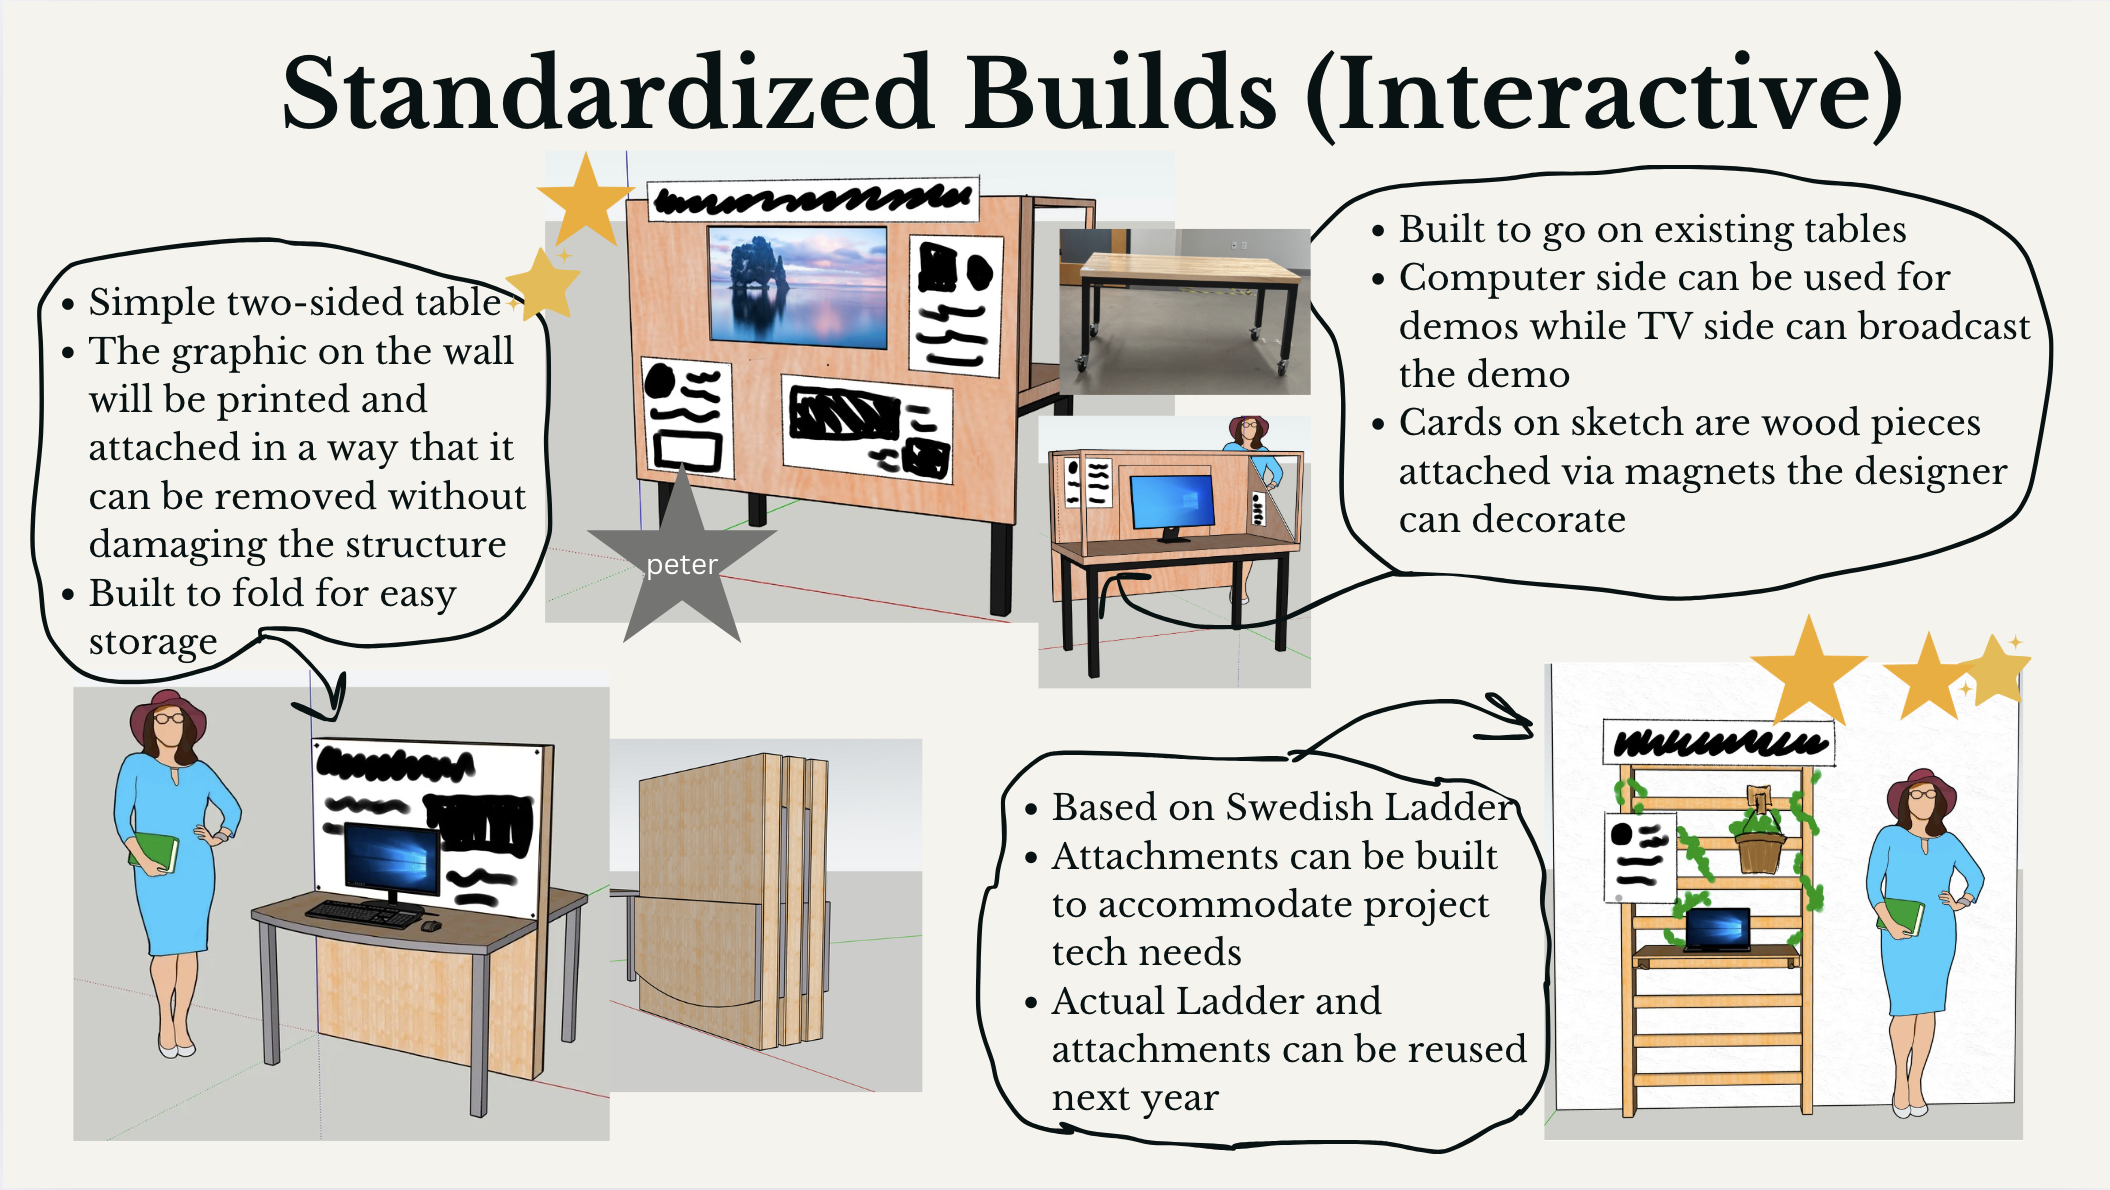 Standardized Builds (Interactive)
• Simple two-sided table
• The graphic on the wall
will be printed and
attached in a way that it
can be removed without
damaging the structure
• Built to fold for easy
storage
peter
• Built to go on existing tables
• Computer side can be used for
demos while TV side can broadcast
the demo
• Cards on sketch are wood pieces
attached via magnets the designer
can decorate
• Based on Swedish Ladder
• Attachments can be built
to accommodate project
tech needs
• Actual Ladder and
attachments can be reused
next year